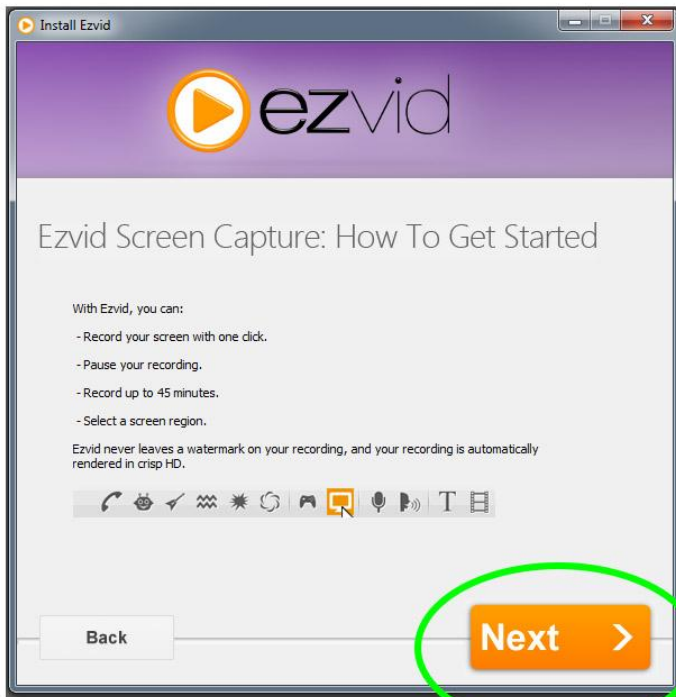 Install Ezvid
ezvid
Ezvid Screen Capture: How To Get Started
With Ezvid, you can:
- Record your screen with one click.
- Pause your recording.
- Record up to 45 minutes.
- Select a screen region.
Ezvid never leaves a watermark on your recording, and your recording is automatically
rendered in crisp HD.
T
Back
Next >